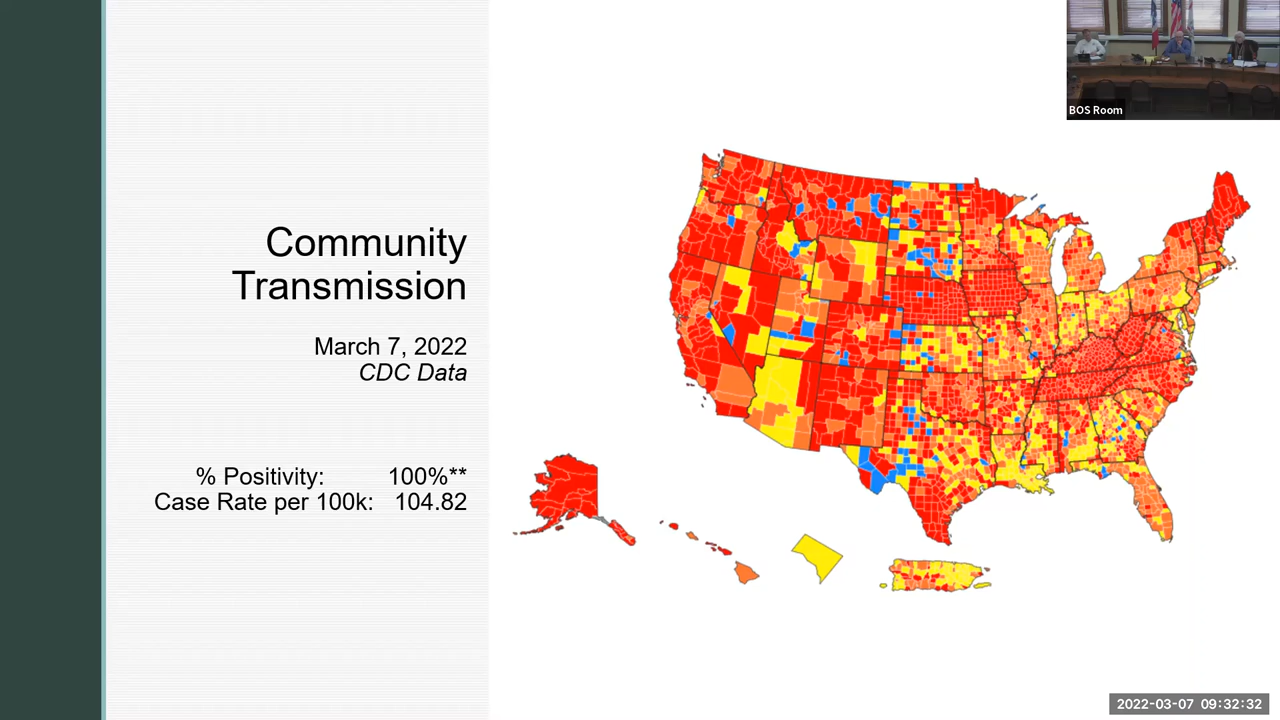 BOS Room
Community
Transmission
March 7, 2022
CDC Data
% Positivity: 100%**
Case Rate per 100k: 104.82
2022-03-07 09:32:32